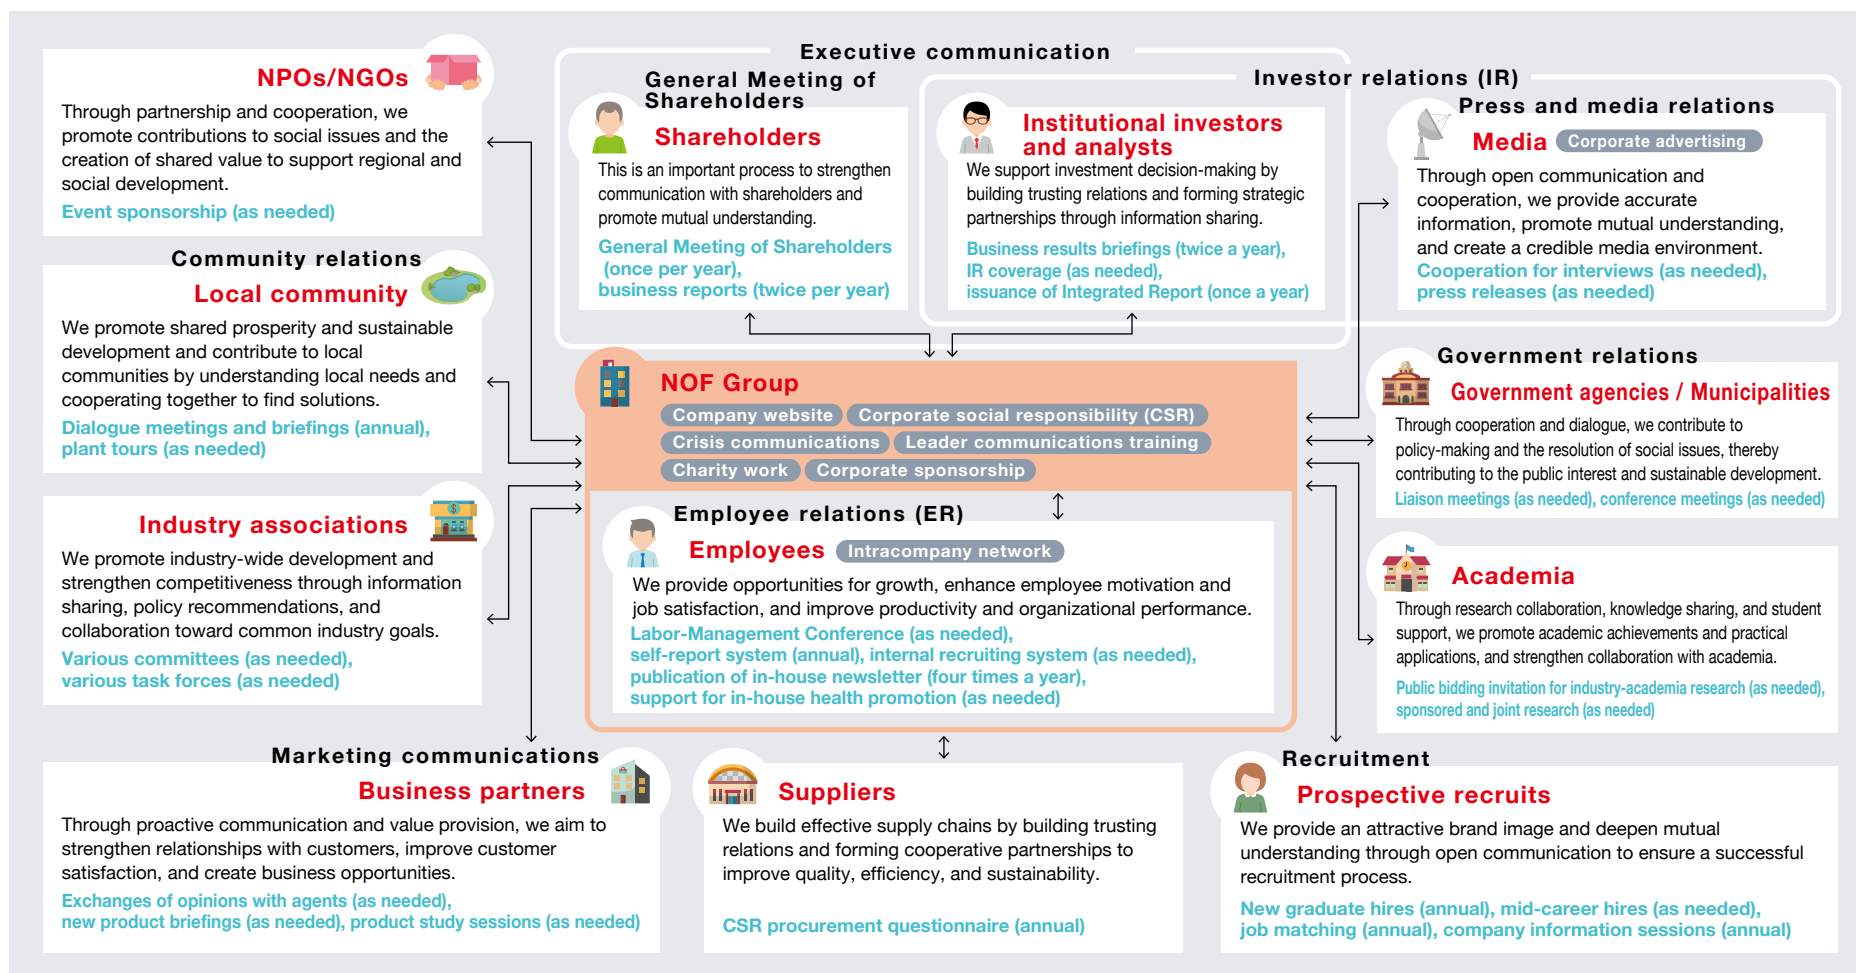 Executive communication
Investor relations (IR)
NPOs/NGOs
Through partnership and cooperation, we
promote contributions to social issues and the
creation of shared value to support regional and
social development.
Event sponsorship (as needed)
General Meeting of
Shareholders
Shareholders
This is an important process to strengthen
communication with shareholders and
promote mutual understanding.
General Meeting of Shareholders
(once per year),
business reports (twice per year)
Institutional investors
and analysts
We support investment decision-making by
building trusting relations and forming strategic
partnerships through information sharing.
Business results briefings (twice a year),
IR coverage (as needed),
issuance of Integrated Report (once a year)
Press and media relations
Media Corporate advertising
Through open communication and
cooperation, we provide accurate
information, promote mutual understanding,
and create a credible media environment.
Cooperation for interviews (as needed),
press releases (as needed)
Community relations
Local community
We promote shared prosperity and sustainable
development and contribute to local
communities by understanding local needs and
cooperating together to find solutions.
Dialogue meetings and briefings (annual),
plant tours (as needed)
NOF Group
Company website Corporate social responsibility (CSR)
Crisis communications Leader communications training
Charity work Corporate sponsorship
Government relations
Government agencies / Municipalities
Through cooperation and dialogue, we contribute to
policy-making and the resolution of social issues, thereby
contributing to the public interest and sustainable development.
Liaison meetings (as needed), conference meetings (as needed)
Industry associations
We promote industry-wide development and
strengthen competitiveness through information
sharing, policy recommendations, and
collaboration toward common industry goals.
Various committees (as needed),
various task forces (as needed)
Employee relations (ER)
Employees Intracompany network
We provide opportunities for growth, enhance employee motivation and
job satisfaction, and improve productivity and organizational performance.
Labor-Management Conference (as needed),
self-report system (annual), internal recruiting system (as needed),
publication of in-house newsletter (four times a year),
support for in-house health promotion (as needed)
Academia
Through research collaboration, knowledge sharing, and student
support, we promote academic achievements and practical
applications, and strengthen collaboration with academia.
Public bidding invitation for industry-academia research (as needed),
sponsored and joint research (as needed)
Marketing communications
Business partners
Through proactive communication and value provision, we aim to
strengthen relationships with customers, improve customer
satisfaction, and create business opportunities.
Exchanges of opinions with agents (as needed),
new product briefings (as needed), product study sessions (as needed)
Suppliers
We build effective supply chains by building trusting
relations and forming cooperative partnerships to
improve quality, efficiency, and sustainability.
CSR procurement questionnaire (annual)
Recruitment
Prospective recruits
We provide an attractive brand image and deepen mutual
understanding through open communication to ensure a successful
recruitment process.
New graduate hires (annual), mid-career hires (as needed),
job matching (annual), company information sessions (annual)